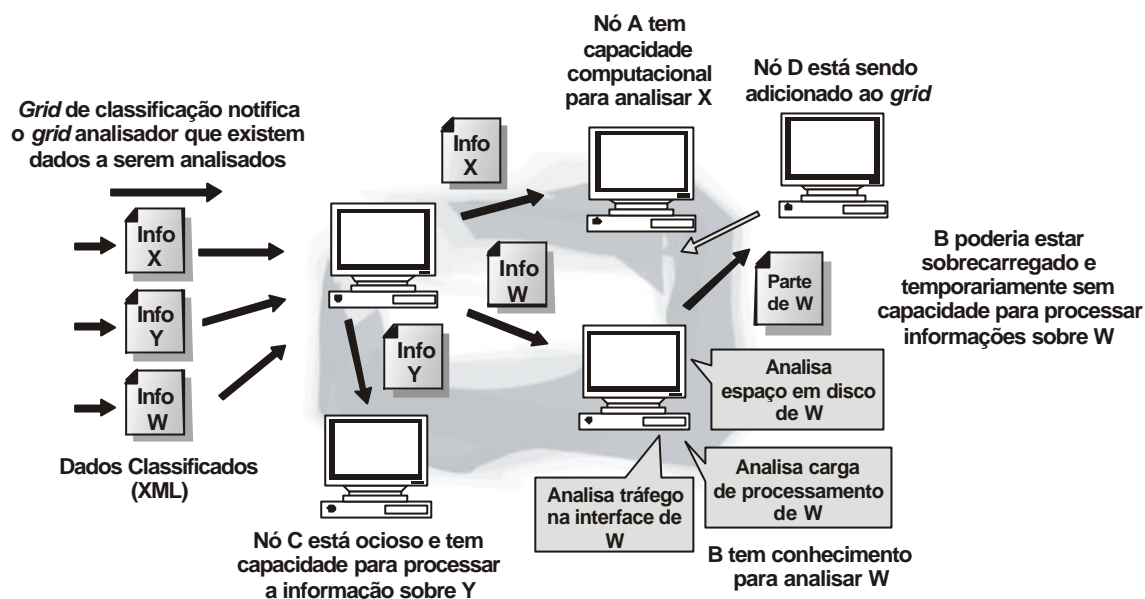 Grid de classificação notifica
o grid analisador que existem
dados a serem analisados
Info
X
Info
Y
Info
W
Dados Classificados
(XML)
Info
X
Info
W
Info
Y
Nó A tem
capacidade
computacional
para analisar X
Nó D está sendo
adicionado ao grid
Parte
de W
B poderia estar
sobrecarregado e
temporariamente sem
capacidade para processar
informações sobre W
Analisa
espaço em disco
de W
Analisa carga
de processamento
de W
Analisa tráfego
na interface de
W
B tem conhecimento
para analisar W
Nó C está ocioso e tem
capacidade para processar
a informação sobre Y